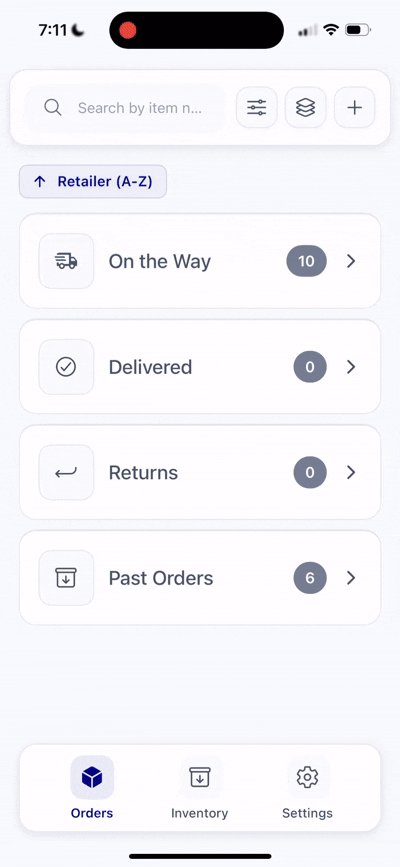 7:11
Search by item n...
Retailer (A-Z)
On the Way 10
Delivered 0
Returns 0
Past Orders 6
Orders Inventory Settings